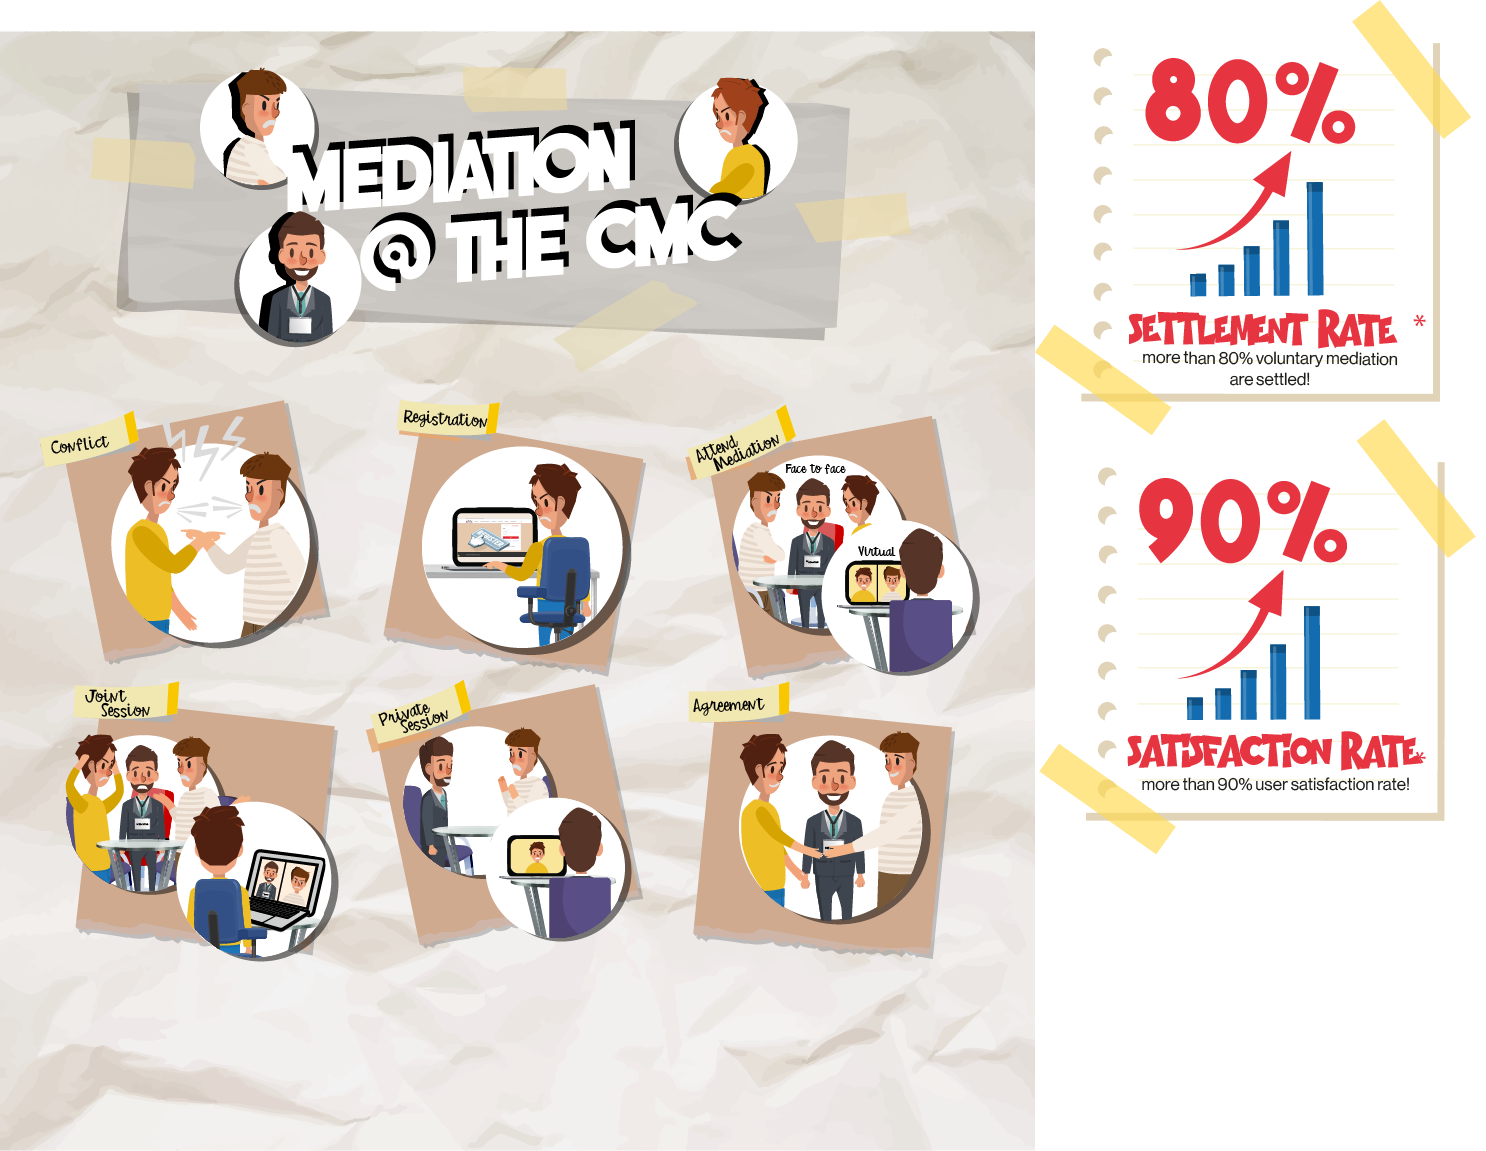 MEDIATION
@ THE CMC
Conflict
Registration
Attend
Mediation
Face to face
Virtual
Joint
Session
Private
Session
Agreement
80%
SETTLEMENT RATE *
more than 80% voluntary mediation
are settled!
90%
SATISFACTION RATE*
more than 90% user satisfaction rate!